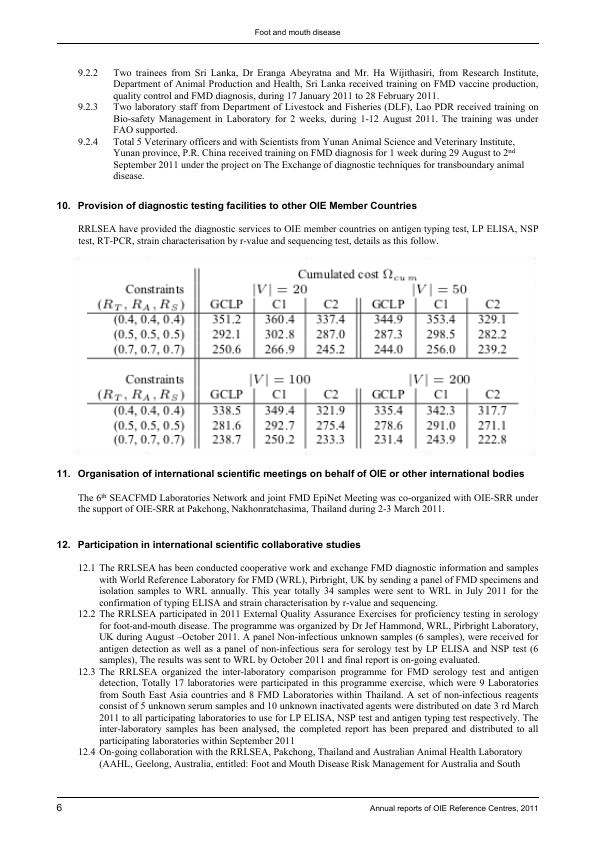 Foot and mouth disease
9.2.2 Two trainees from Sri Lanka, Dr Eranga Abeyratna and Mr. Ha Wijithasiri, from Research Institute,
Department of Animal Production and Health, Sri Lanka received training on FMD vaccine production,
quality control and FMD diagnosis, during 17 January 2011 to 28 February 2011.
9.2.3 Two laboratory staff from Department of Livestock and Fisheries (DLF), Lao PDR received training on
Bio-safety Management in Laboratory for 2 weeks, during 1-12 August 2011. The training was under
FAO supported.
9.2.4 Total 5 Veterinary officers and with Scientists from Yunan Animal Science and Veterinary Institute,
Yunan province, P.R. China received training on FMD diagnosis for 1 week during 29 August to 2nd
September 2011 under the project on The Exchange of diagnostic techniques for transboundary animal
disease.
10. Provision of diagnostic testing facilities to other OIE Member Countries
RRLSEA have provided the diagnostic services to OIE member countries on antigen typing test, LP ELISA, NSP
test, RT-PCR, strain characterisation by r-value and sequencing test, details as this follow.
Cumulated cost Ω_cum
Constraints |V| = 20 |V| = 50
(R_T, R_A, R_S) GCLP C1 C2 GCLP C1 C2
(0.4, 0.4, 0.4) 351.2 360.4 337.4 344.9 353.4 329.1
(0.5, 0.5, 0.5) 292.1 302.8 287.0 287.3 298.5 282.2
(0.7, 0.7, 0.7) 250.6 266.9 245.2 244.0 256.0 239.2
Constraints |V| = 100 |V| = 200
(R_T, R_A, R_S) GCLP C1 C2 GCLP C1 C2
(0.4, 0.4, 0.4) 338.5 349.4 321.9 335.4 342.3 317.7
(0.5, 0.5, 0.5) 281.6 292.7 275.4 278.6 291.0 271.1
(0.7, 0.7, 0.7) 238.7 250.2 233.3 231.4 243.9 222.8
11. Organisation of international scientific meetings on behalf of OIE or other international bodies
The 6th SEACFMD Laboratories Network and joint FMD EpiNet Meeting was co-organized with OIE-SRR under
the support of OIE-SRR at Pakchong, Nakhonratchasima, Thailand during 2-3 March 2011.
12. Participation in international scientific collaborative studies
12.1 The RRLSEA has been conducted cooperative work and exchange FMD diagnostic information and samples
with World Reference Laboratory for FMD (WRL), Pirbright, UK by sending a panel of FMD specimens and
isolation samples to WRL annually. This year totally 34 samples were sent to WRL in July 2011 for the
confirmation of typing ELISA and strain characterisation by r-value and sequencing.
12.2 The RRLSEA participated in 2011 External Quality Assurance Exercises for proficiency testing in serology
for foot-and-mouth disease. The programme was organized by Dr Jef Hammond, WRL, Pirbright Laboratory,
UK during August –October 2011. A panel Non-infectious unknown samples (6 samples), were received for
antigen detection as well as a panel of non-infectious sera for serology test by LP ELISA and NSP test (6
samples), The results was sent to WRL by October 2011 and final report is on-going evaluated.
12.3 The RRLSEA organized the inter-laboratory comparison programme for FMD serology test and antigen
detection, Totally 17 laboratories were participated in this programme exercise, which were 9 Laboratories
from South East Asia countries and 8 FMD Laboratories within Thailand. A set of non-infectious reagents
consist of 5 unknown serum samples and 10 unknown inactivated agents were distributed on date 3 rd March
2011 to all participating laboratories to use for LP ELISA, NSP test and antigen typing test respectively. The
inter-laboratory samples has been analysed, the completed report has been prepared and distributed to all
participating laboratories within September 2011
12.4 On-going collaboration with the RRLSEA, Pakchong, Thailand and Australian Animal Health Laboratory
(AAHL, Geelong, Australia, entitled: Foot and Mouth Disease Risk Management for Australia and South
6 Annual reports of OIE Reference Centres, 2011